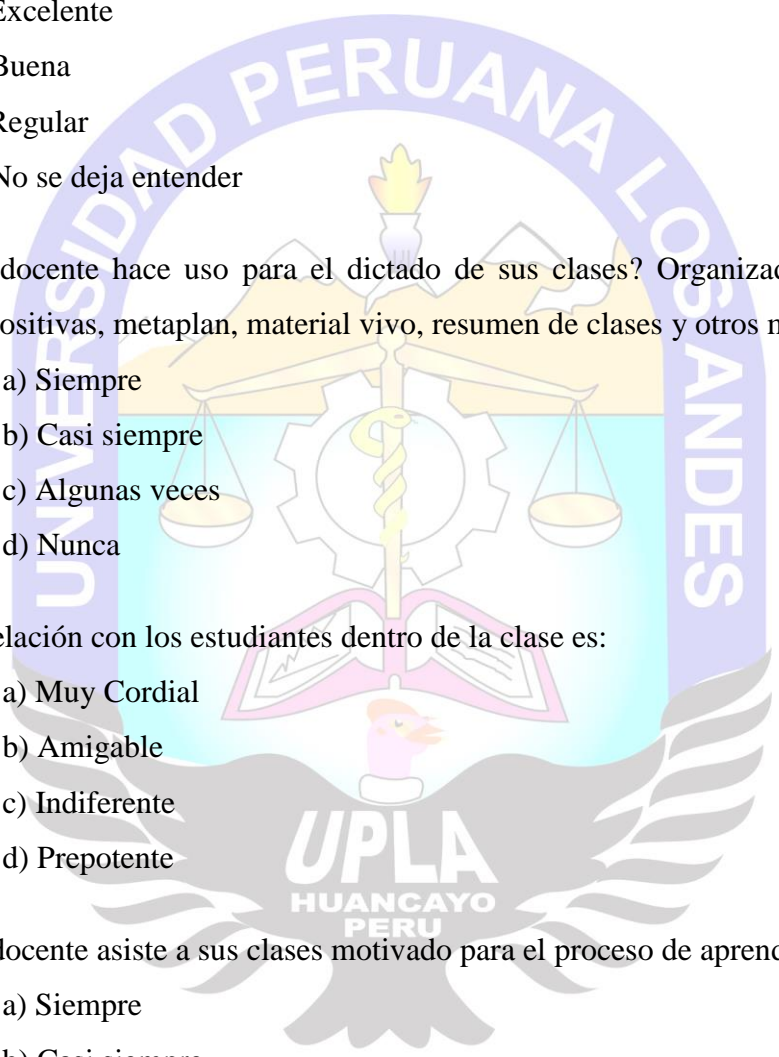 Excelente
Buena
Regular
No se deja entender
docente hace uso para el dictado de sus clases? Organizad
ositivas, metaplan, material vivo, resumen de clases y otros m
a) Siempre
b) Casi siempre
c) Algunas veces
d) Nunca
elación con los estudiantes dentro de la clase es:
a) Muy Cordial
b) Amigable
c) Indiferente
d) Prepotente
docente asiste a sus clases motivado para el proceso de aprend
a) Siempre
b) Casi siempre
UNIVERSIDAD PERUANA LOS ANDES
UPLA
HUANCAYO
PERU